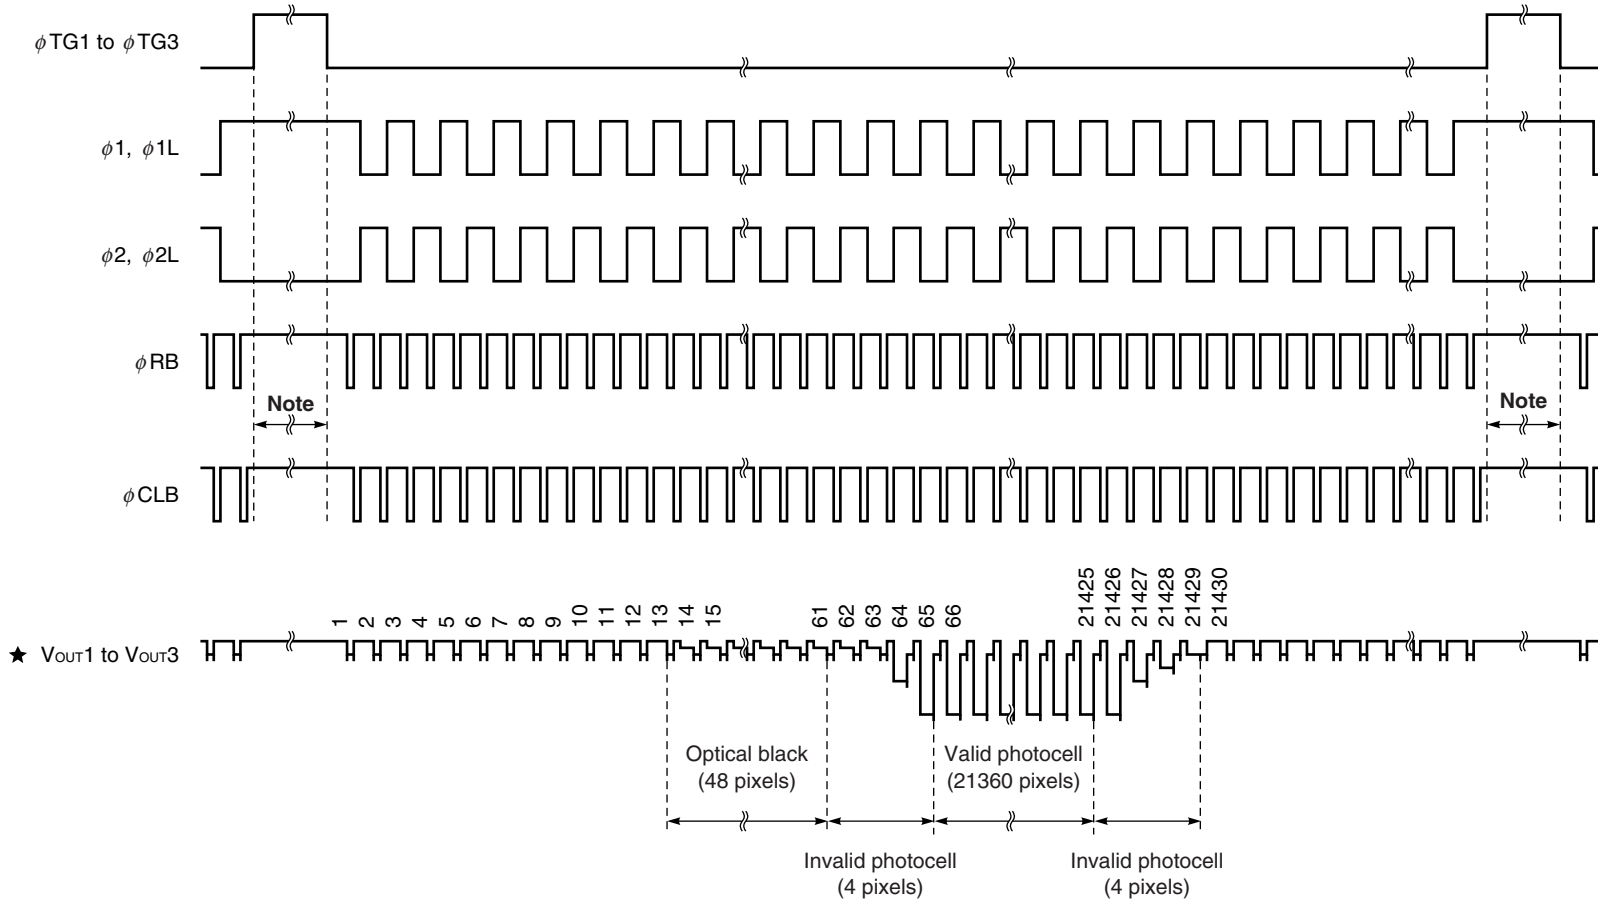 φTG1 to φTG3
φ1, φ1L
φ2, φ2L
φRB
Note
Note
φCLB
1 2 3 4 5 6 7 8 9 10 11 12 13 14 15 61 62 63 64 65 66 21425 21426 21427 21428 21429 21430
★ VOUT1 to VOUT3
Optical black
(48 pixels)
Valid photocell
(21360 pixels)
Invalid photocell
(4 pixels)
Invalid photocell
(4 pixels)